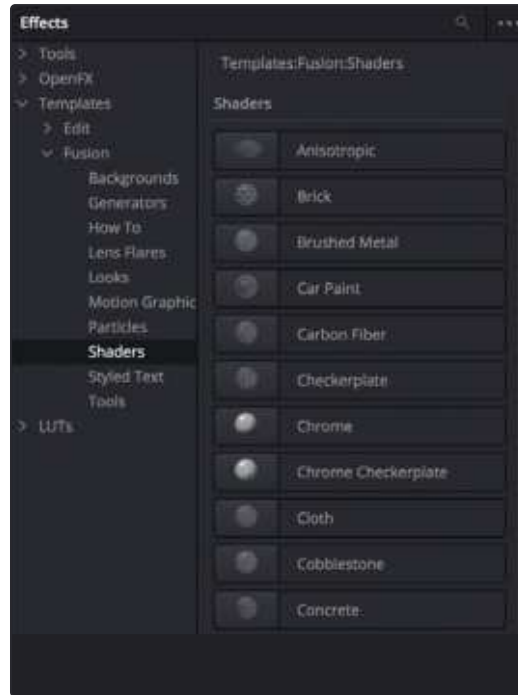 Effects
Tools
OpenFX
Templates
Edit
Fusion
Backgrounds
Generators
How To
Lens Flares
Looks
Motion Graphic
Particles
Shaders
Styled Text
Tools
LUTs
Templates:Fusion:Shaders
Shaders
Anisotropic
Brick
Brushed Metal
Car Paint
Carbon Fiber
Checkerplate
Chrome
Chrome Checkerplate
Cloth
Cobblestone
Concrete